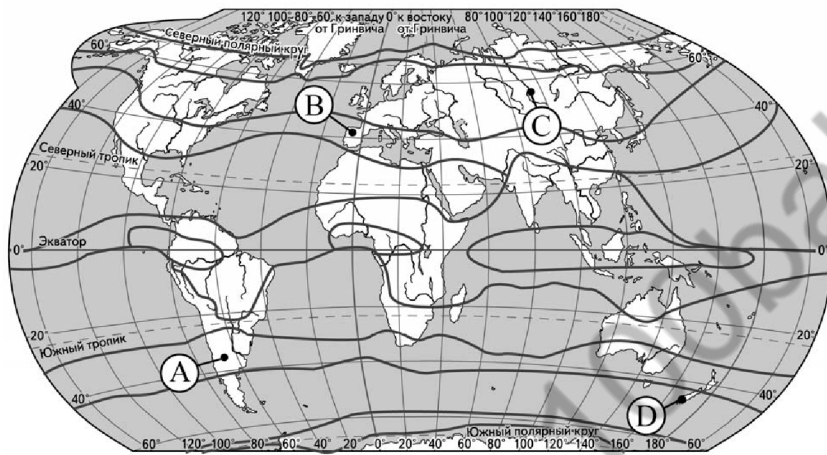 120° 100° 80° 60° к западу 0° к востоку 80° 100° 120° 140° 160° 180°
от Гринвича от Гринвича
Северный полярный круг
60° 60°
B
C
40° 40°
20° 20°
Северный тропик
Экватор
0° 0°
20° 20°
Южный тропик
A
40° 40°
D
Южный полярный круг
60° 120° 100° 80° 60° 40° 20° 0° 20° 40° 60° 80° 100° 120° 140° 160° 180° 60°
100bal